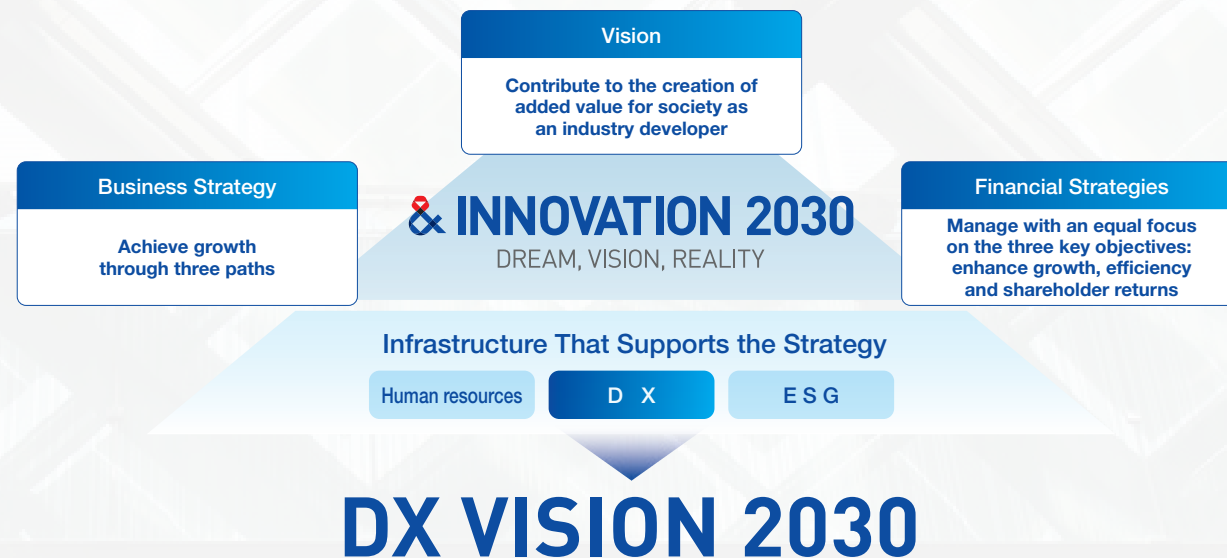 Vision
Contribute to the creation of
added value for society as
an industry developer
Business Strategy
Achieve growth
through three paths
& INNOVATION 2030
DREAM, VISION, REALITY
Financial Strategies
Manage with an equal focus
on the three key objectives:
enhance growth, efficiency
and shareholder returns
Infrastructure That Supports the Strategy
Human resources
D X
E S G
DX VISION 2030